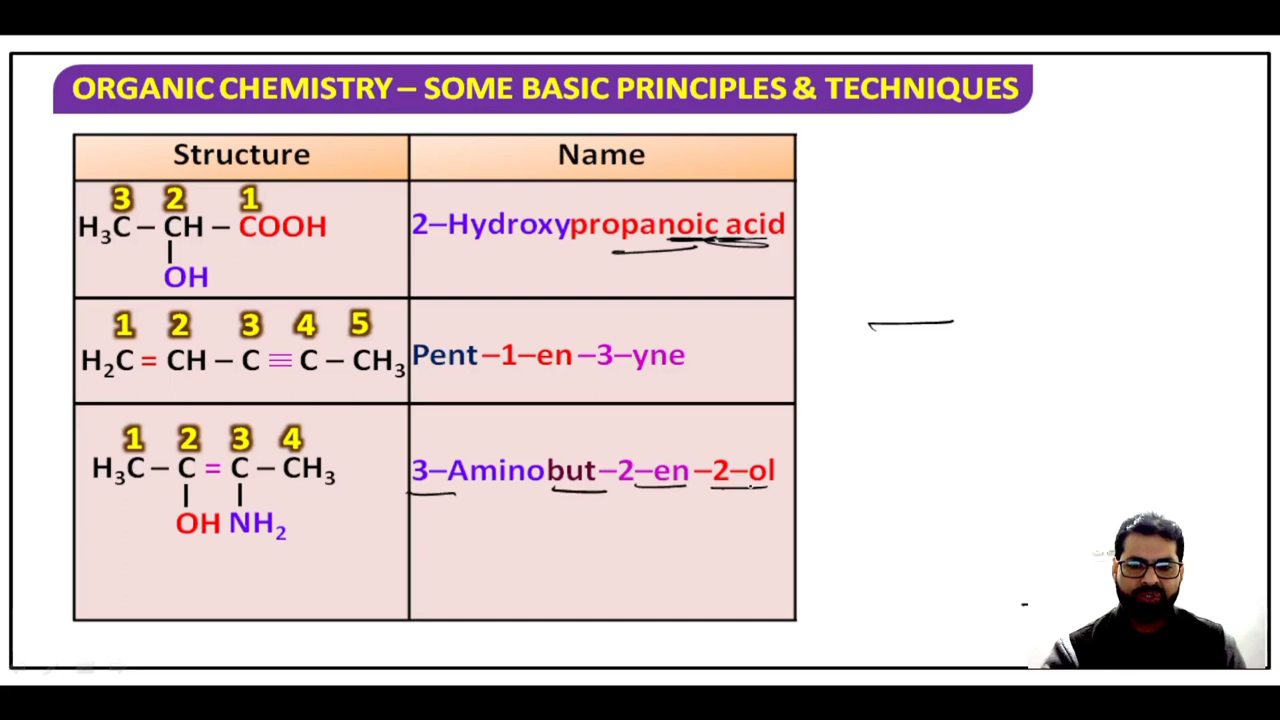 ORGANIC CHEMISTRY – SOME BASIC PRINCIPLES & TECHNIQUES
Structure Name
3 2 1
H₃C – CH – COOH 2–Hydroxypropanoic acid
OH
1 2 3 4 5
H₂C = CH – C ≡ C – CH₃ Pent –1–en –3–yne
1 2 3 4
H₃C – C = C – CH₃ 3–Aminobut –2–en –2–ol
OH NH₂